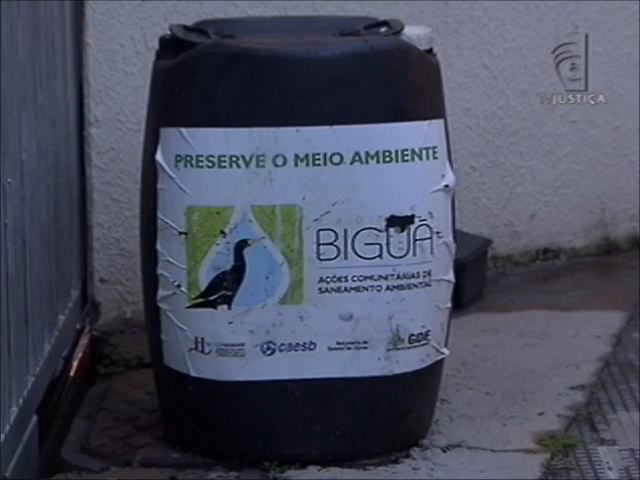 JUSTIÇA
PRESERVE O MEIO AMBIENTE
BIGUÁ
AÇÕES COMUNITÁRIAS DE
SANEAMENTO AMBIENTAL
caesb
GDF